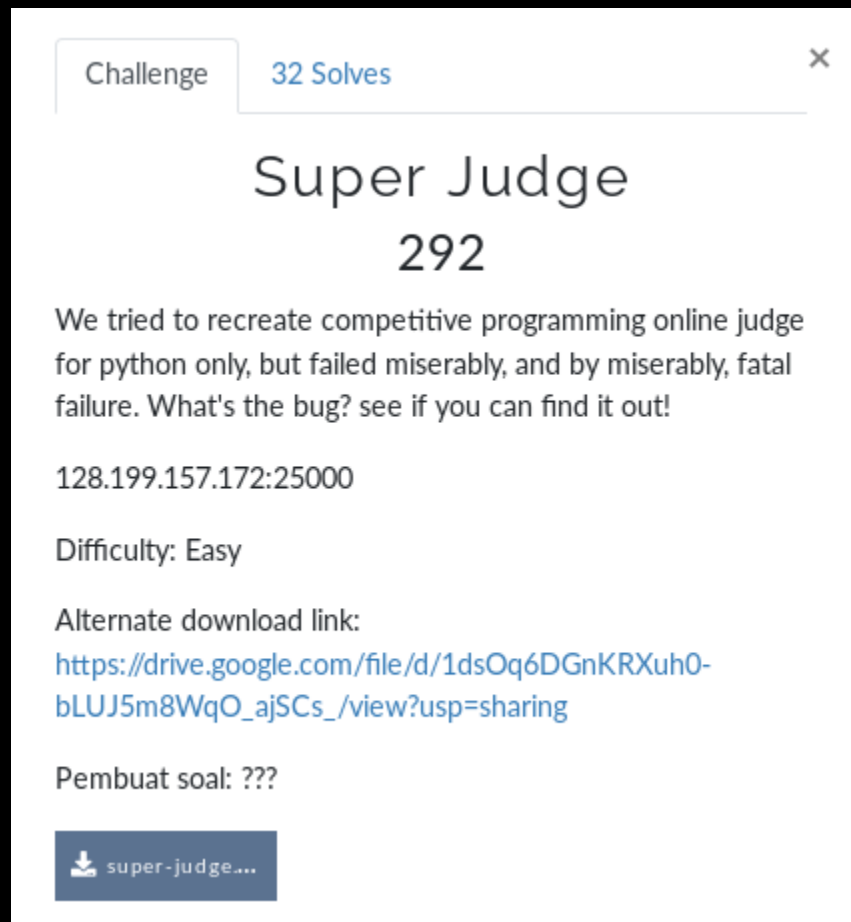 Challenge
32 Solves
×
Super Judge
292
We tried to recreate competitive programming online judge
for python only, but failed miserably, and by miserably, fatal
failure. What's the bug? see if you can find it out!
128.199.157.172:25000
Difficulty: Easy
Alternate download link:
https://drive.google.com/file/d/1dsOq6DGnKRXuh0-
bLUJ5m8WqO_ajSCs_/view?usp=sharing
Pembuat soal: ???
super-judge....